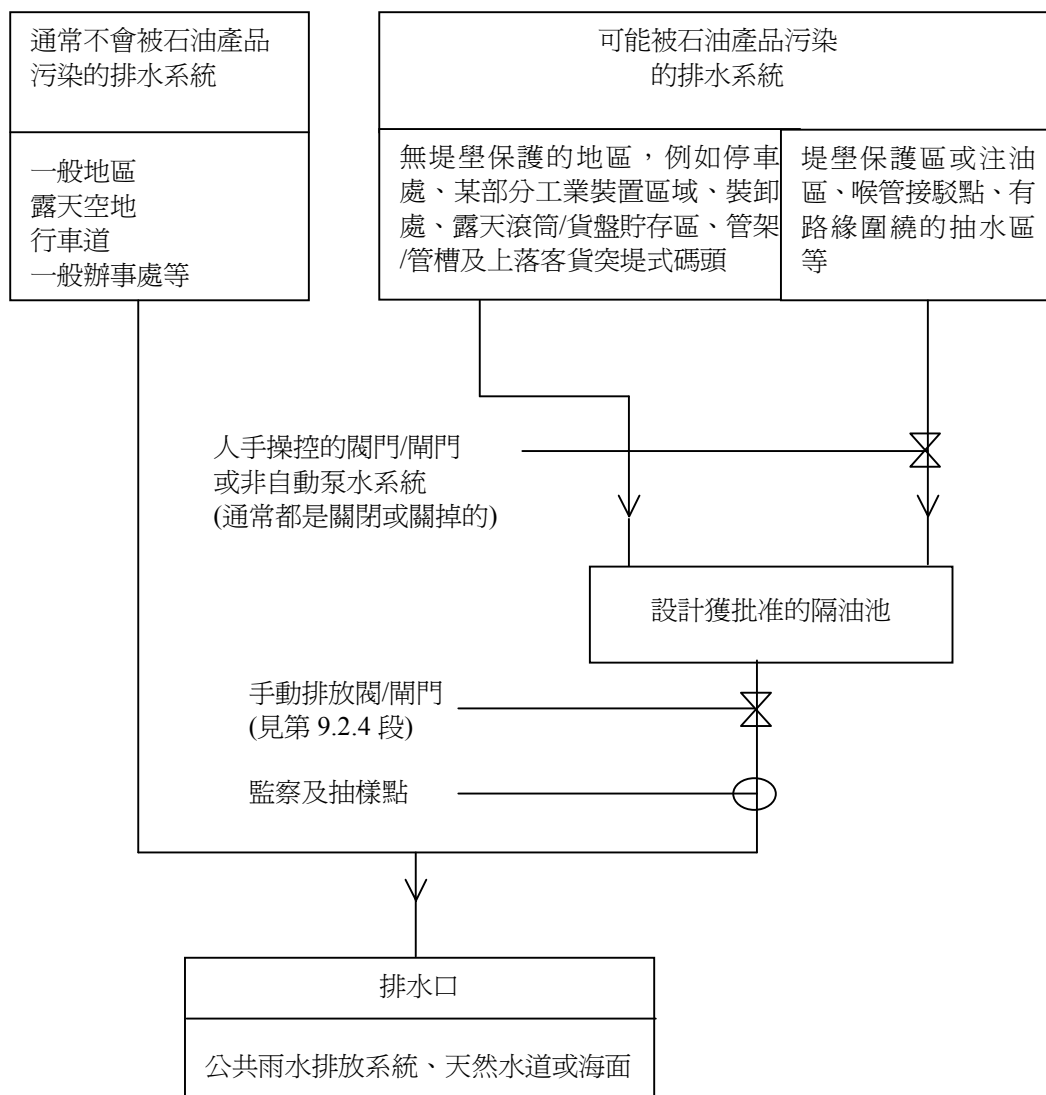 通常不會被石油產品
污染的排水系統
一般地區
露天空地
行車道
一般辦事處等
可能被石油產品污染
的排水系統
無堤壆保護的地區，例如停車
處、某部分工業裝置區域、裝卸
處、露天滾筒/貨盤貯存區、管架
/管槽及上落客貨突堤式碼頭
堤壆保護區或注油
區、喉管接駁點、有
路緣圍繞的抽水區
等
人手操控的閥門/閘門
或非自動泵水系統
(通常都是關閉或關掉的)
設計獲批准的隔油池
手動排放閥/閘門
(見第 9.2.4 段)
監察及抽樣點
排水口
公共雨水排放系統、天然水道或海面